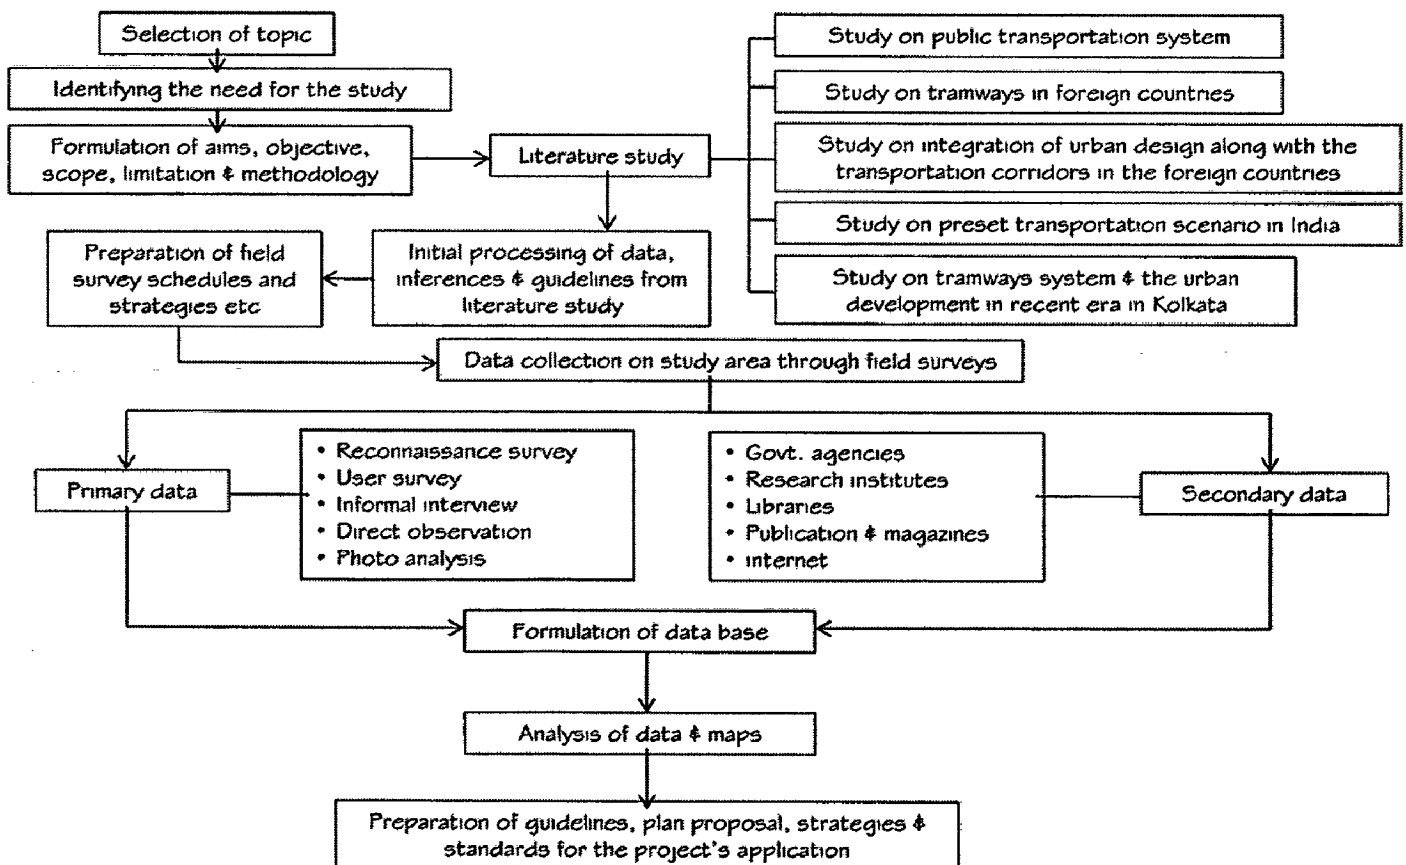 Selection of topic
Identifying the need for the study
Formulation of aims, objective,
scope, limitation & methodology
Literature study
Study on public transportation system
Study on tramways in foreign countries
Study on integration of urban design along with the
transportation corridors in the foreign countries
Study on preset transportation scenario in India
Study on tramways system & the urban
development in recent era in Kolkata
Initial processing of data,
inferences & guidelines from
literature study
Preparation of field
survey schedules and
strategies etc
Data collection on study area through field surveys
Primary data
• Reconnaissance survey
• User survey
• Informal interview
• Direct observation
• Photo analysis
• Govt. agencies
• Research institutes
• Libraries
• Publication & magazines
• internet
Secondary data
Formulation of data base
Analysis of data & maps
Preparation of guidelines, plan proposal, strategies &
standards for the project's application